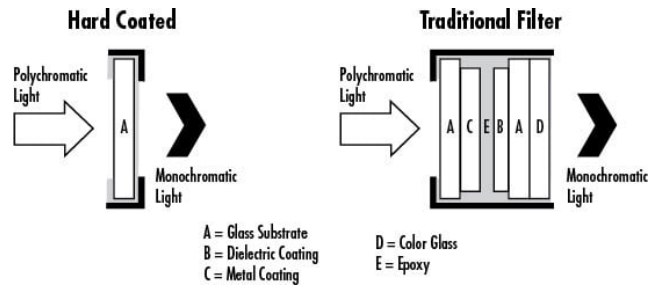 Hard Coated
Polychromatic
Light
A
Monochromatic
Light
Traditional Filter
Polychromatic
Light
A C E B A D
Monochromatic
Light
A = Glass Substrate
B = Dielectric Coating
C = Metal Coating
D = Color Glass
E = Epoxy